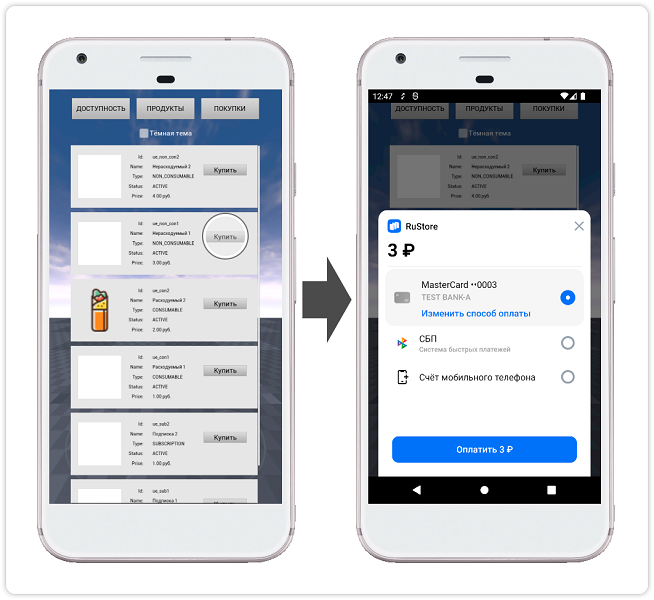 ДОСТУПНОСТЬ ПРОДУКТЫ ПОКУПКИ
Тёмная тема
Id: ue_non_con2
Name: Нерасходуемый 2
Type: NON_CONSUMABLE
Status: ACTIVE
Price: 4.00 руб.
Купить
Id: ue_non_con1
Name: Нерасходуемый 1
Type: NON_CONSUMABLE
Status: ACTIVE
Price: 3.00 руб.
Купить
Id: ue_con2
Name: Расходуемый 2
Type: CONSUMABLE
Status: ACTIVE
Price: 2.00 руб.
Купить
Id: ue_con1
Name: Расходуемый 1
Type: CONSUMABLE
Status: ACTIVE
Price: 1.00 руб.
Купить
Id: ue_sub2
Name: Подписка 2
Type: SUBSCRIPTION
Status: ACTIVE
Price: 1.00 руб.
Купить
Id: ue_sub1
Name: Подписка 1
12:47
ДОСТУПНОСТЬ ПРОДУКТЫ ПОКУПКИ
Тёмная тема
Id: ue_non_con2
Name: Нерасходуемый 2
Type: NON_CONSUMABLE
Status: ACTIVE
Price: 4.00 руб.
Купить
RuStore
3 ₽
MasterCard ••0003
TEST BANK-A
Изменить способ оплаты
СБП
Система быстрых платежей
Счёт мобильного телефона
Оплатить 3 ₽